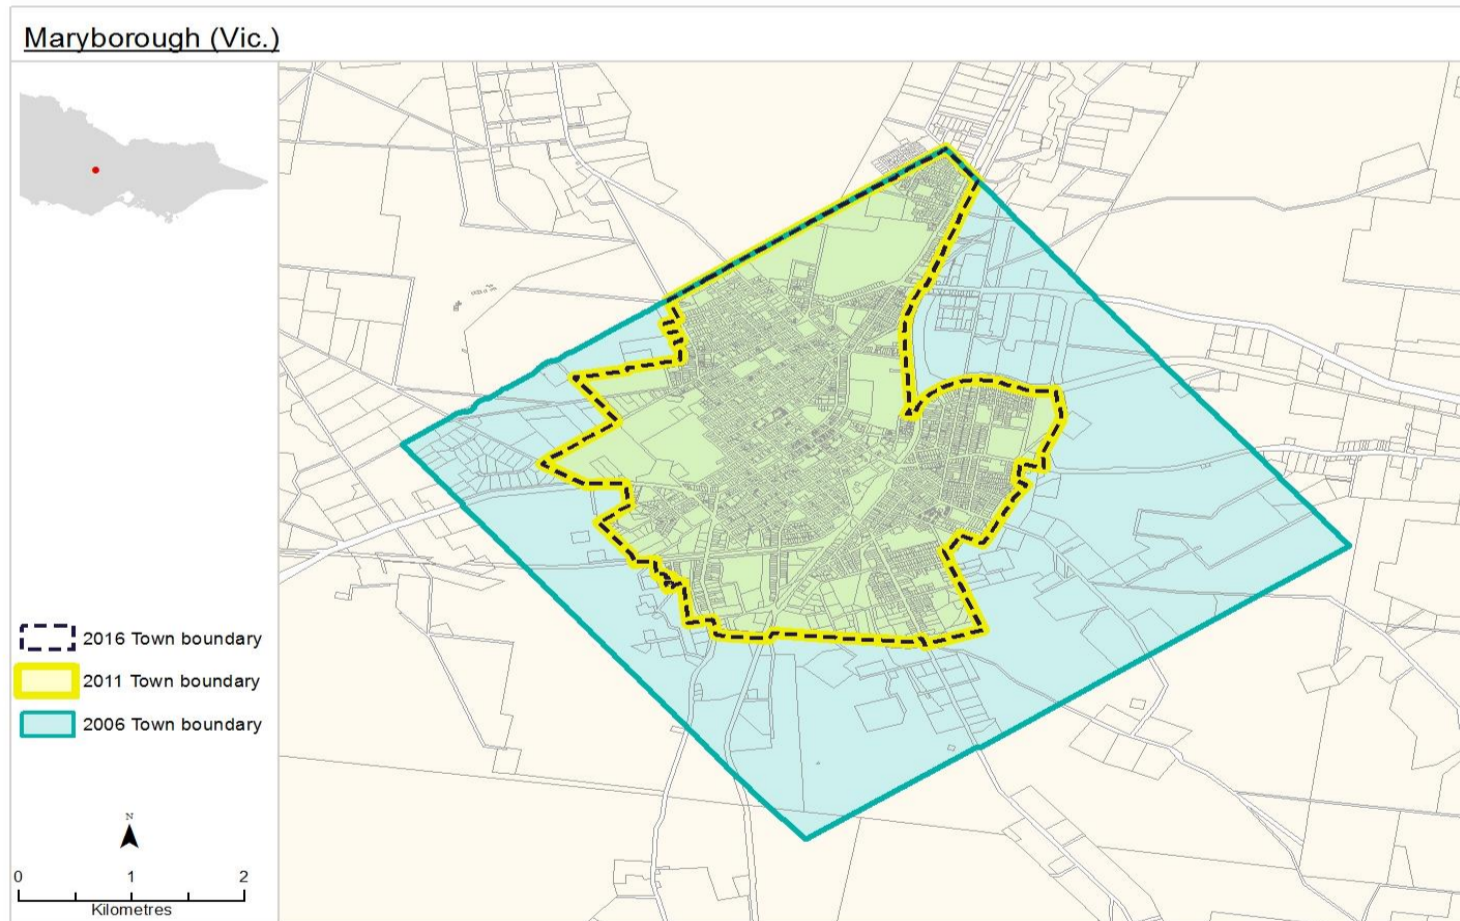 Maryborough (Vic.)
2016 Town boundary
2011 Town boundary
2006 Town boundary
N
0 1 2
Kilometres